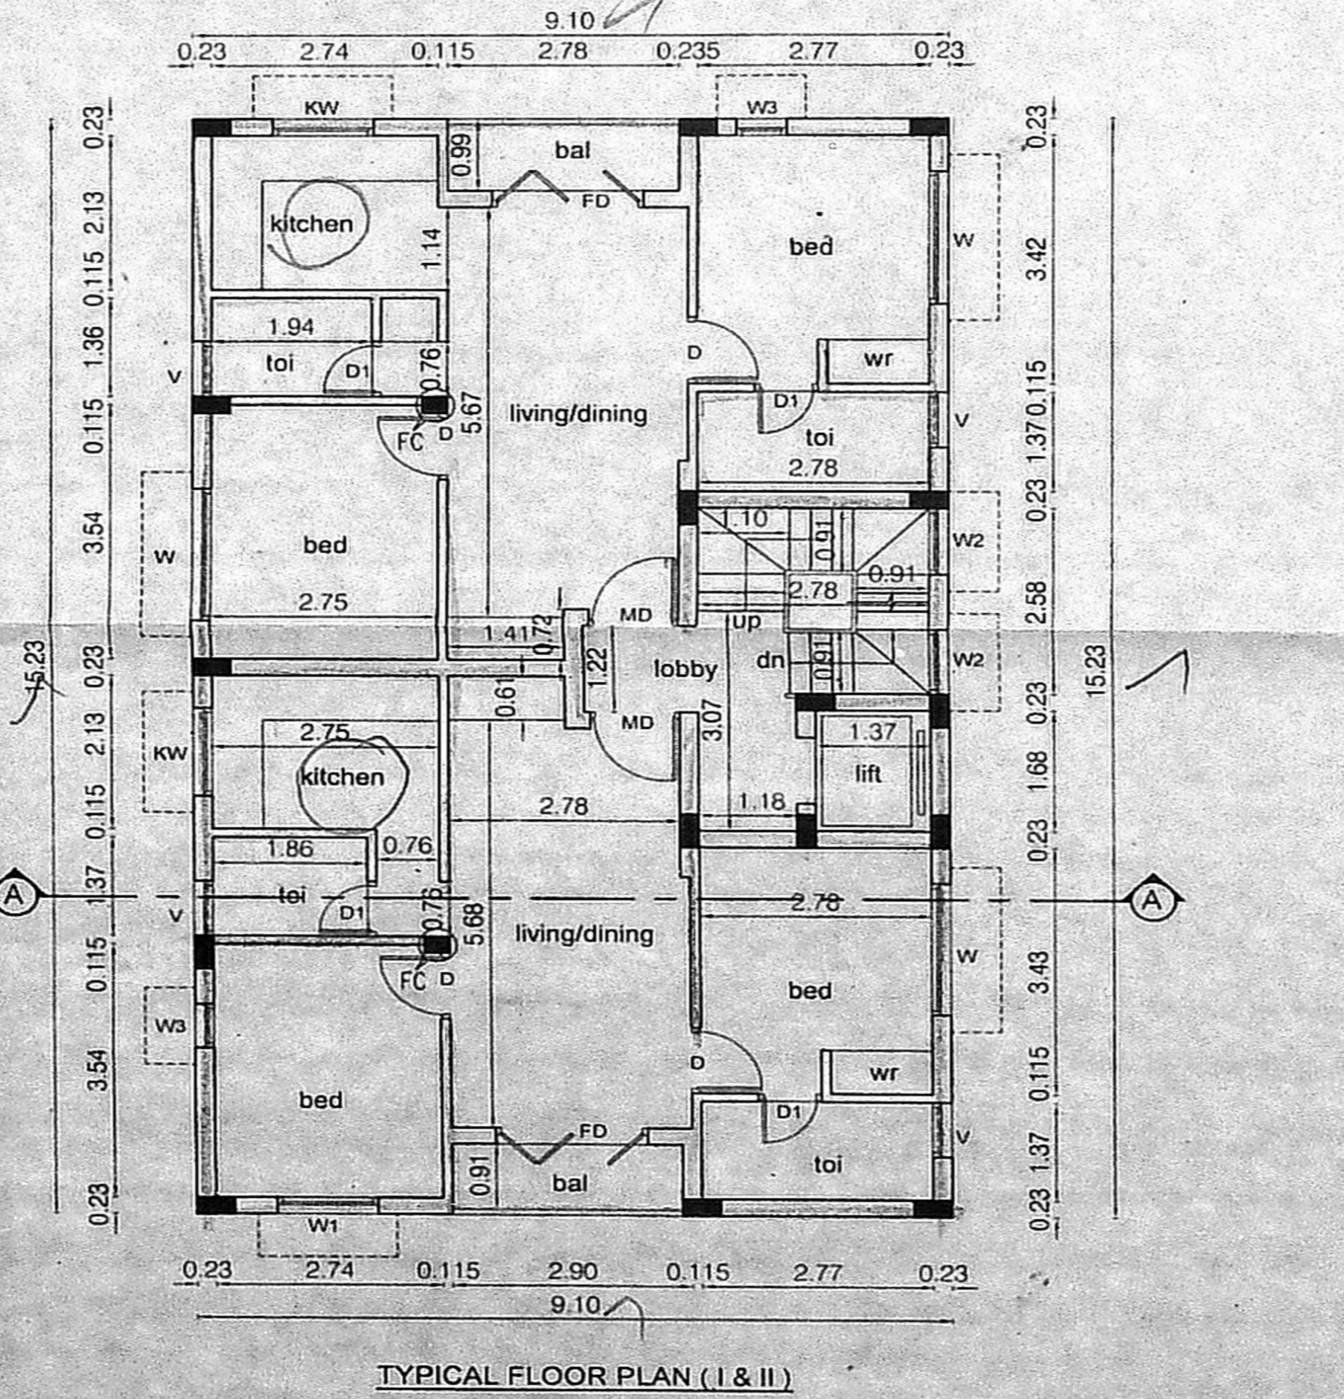 9.10
0.23 2.74 0.115 2.78 0.235 2.77 0.23
KW
W3
0.23
0.23
0.99
bal
FD
kitchen
2.13
1.14
bed
W
3.42
0.115
1.94
toi
D1
1.36
0.76
V
D
wr
0.115
D1
V
toi
2.78
1.37
0.115
FC
D
5.67
living/dining
0.23
3.54
W
bed
2.75
.10
0.91
W2
0.91
2.78
2.58
up
MD
1.41
0.72
lobby
dn
0.91
W2
1.22
15.23
15.23
0.23
0.61
MD
3.07
0.23
2.13
KW
2.75
kitchen
1.37
lift
1.68
2.78
1.18
0.115
0.23
1.86
0.76
A
1.37
toi
D1
V
0.76
2.78
A
5.68
living/dining
W
0.115
FC
D
bed
3.43
W3
D
wr
0.115
3.54
bed
D1
FD
V
toi
1.37
0.91
bal
0.23
0.23
W1
0.23 2.74 0.115 2.90 0.115 2.77 0.23
9.10
TYPICAL FLOOR PLAN ( I & II )